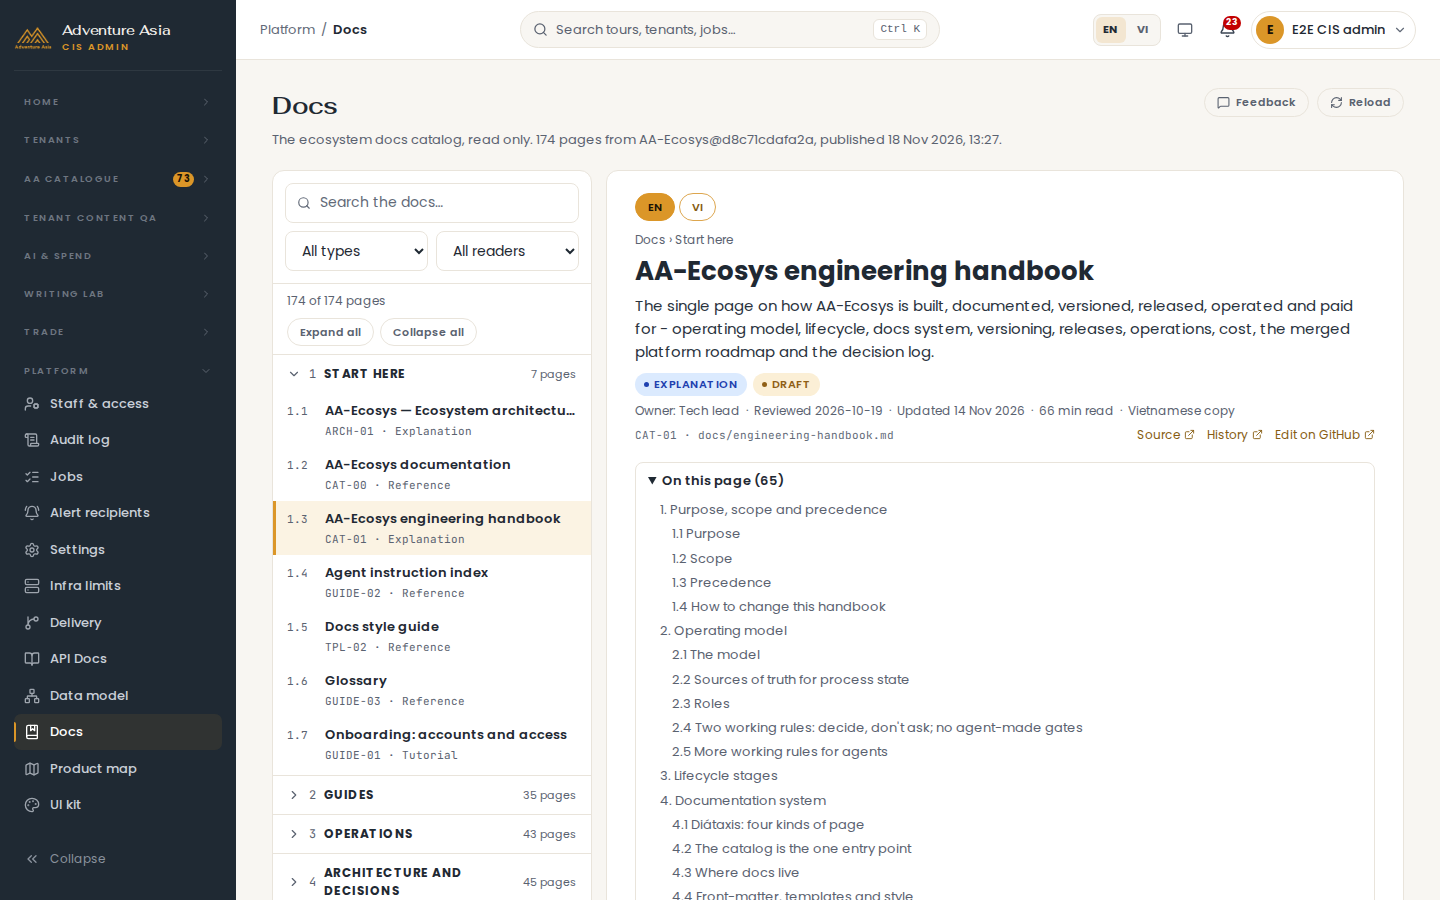 Adventure Asia
Adventure Asia
CIS ADMIN
HOME
TENANTS
AA CATALOGUE
73
TENANT CONTENT QA
AI & SPEND
WRITING LAB
TRADE
PLATFORM
Staff & access
Audit log
Jobs
Alert recipients
Settings
Infra limits
Delivery
API Docs
Data model
Docs
Product map
UI kit
Collapse
Platform / Docs
Search tours, tenants, jobs...
Ctrl K
EN VI
23
E
E2E CIS admin
Docs
Feedback
Reload
The ecosystem docs catalog, read only. 174 pages from AA-Ecosys@d8c71cdafa2a, published 18 Nov 2026, 13:27.
Search the docs...
All types
All readers
174 of 174 pages
Expand all
Collapse all
1 START HERE 7 pages
1.1 AA-Ecosys — Ecosystem architectu...
ARCH-01 · Explanation
1.2 AA-Ecosys documentation
CAT-00 · Reference
1.3 AA-Ecosys engineering handbook
CAT-01 · Explanation
1.4 Agent instruction index
GUIDE-02 · Reference
1.5 Docs style guide
TPL-02 · Reference
1.6 Glossary
GUIDE-03 · Reference
1.7 Onboarding: accounts and access
GUIDE-01 · Tutorial
2 GUIDES 35 pages
3 OPERATIONS 43 pages
4 ARCHITECTURE AND DECISIONS 45 pages
EN VI
Docs › Start here
AA-Ecosys engineering handbook
The single page on how AA-Ecosys is built, documented, versioned, released, operated and paid
for - operating model, lifecycle, docs system, versioning, releases, operations, cost, the merged
platform roadmap and the decision log.
EXPLANATION
DRAFT
Owner: Tech lead · Reviewed 2026-10-19 · Updated 14 Nov 2026 · 66 min read · Vietnamese copy
CAT-01 · docs/engineering-handbook.md
Source
History
Edit on GitHub
On this page (65)
1. Purpose, scope and precedence
1.1 Purpose
1.2 Scope
1.3 Precedence
1.4 How to change this handbook
2. Operating model
2.1 The model
2.2 Sources of truth for process state
2.3 Roles
2.4 Two working rules: decide, don't ask; no agent-made gates
2.5 More working rules for agents
3. Lifecycle stages
4. Documentation system
4.1 Diátaxis: four kinds of page
4.2 The catalog is the one entry point
4.3 Where docs live
4.4 Front-matter, templates and style